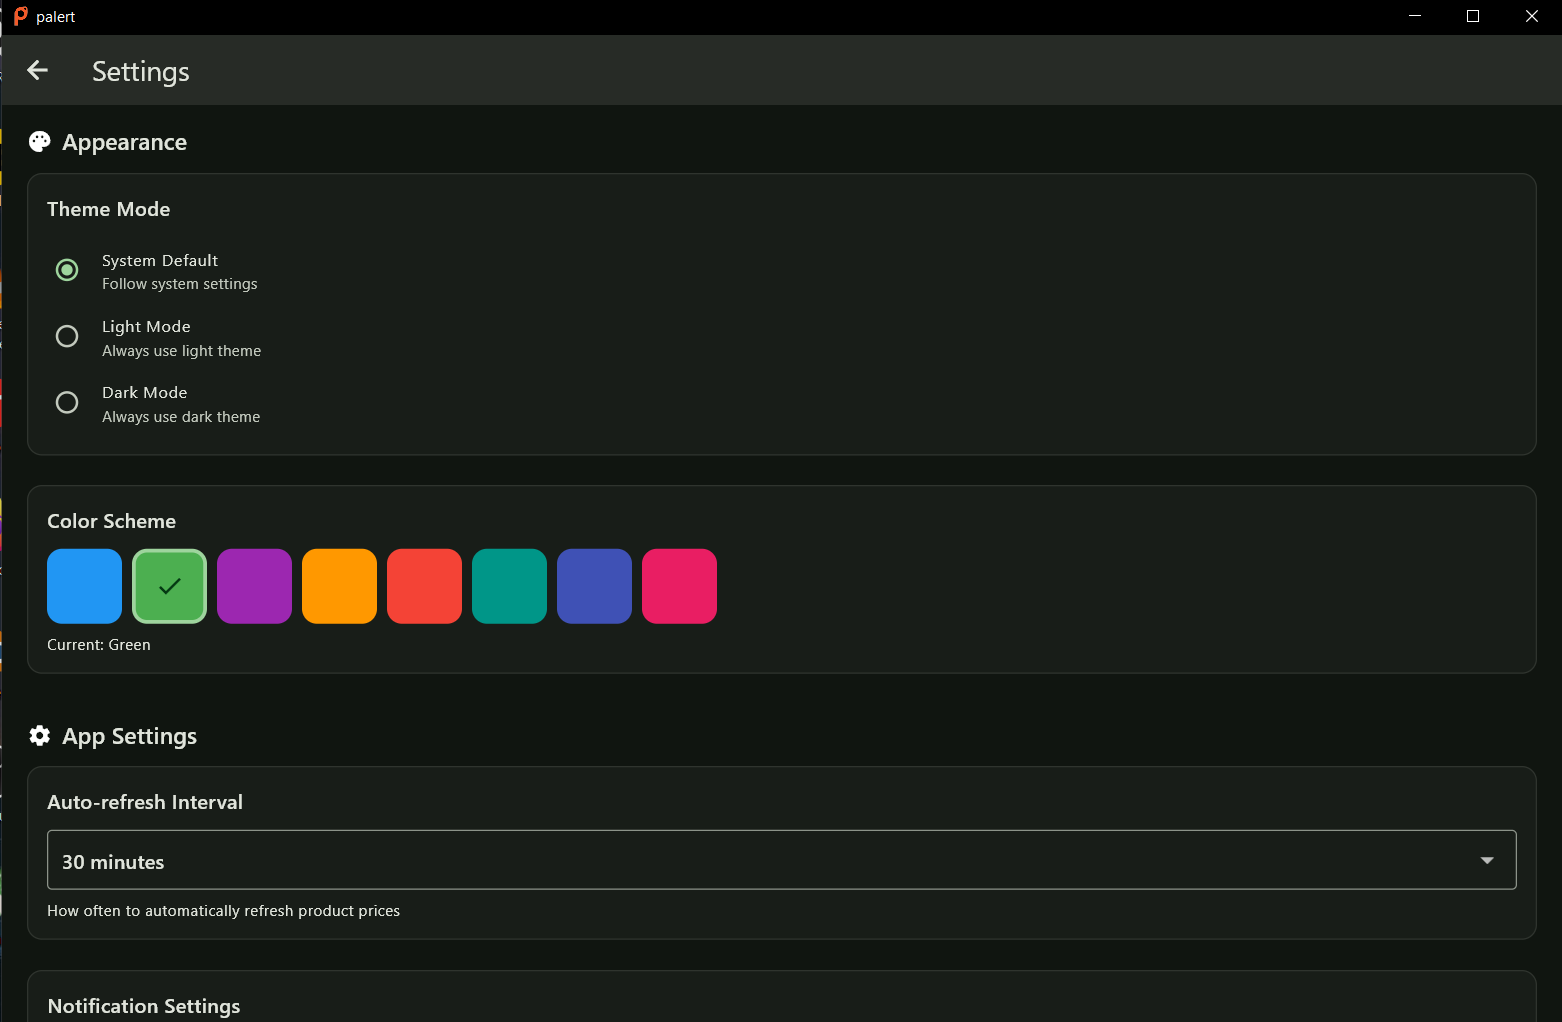 palert
Settings
Appearance
Theme Mode
System Default
Follow system settings
Light Mode
Always use light theme
Dark Mode
Always use dark theme
Color Scheme
Current: Green
App Settings
Auto-refresh Interval
30 minutes
How often to automatically refresh product prices
Notification Settings